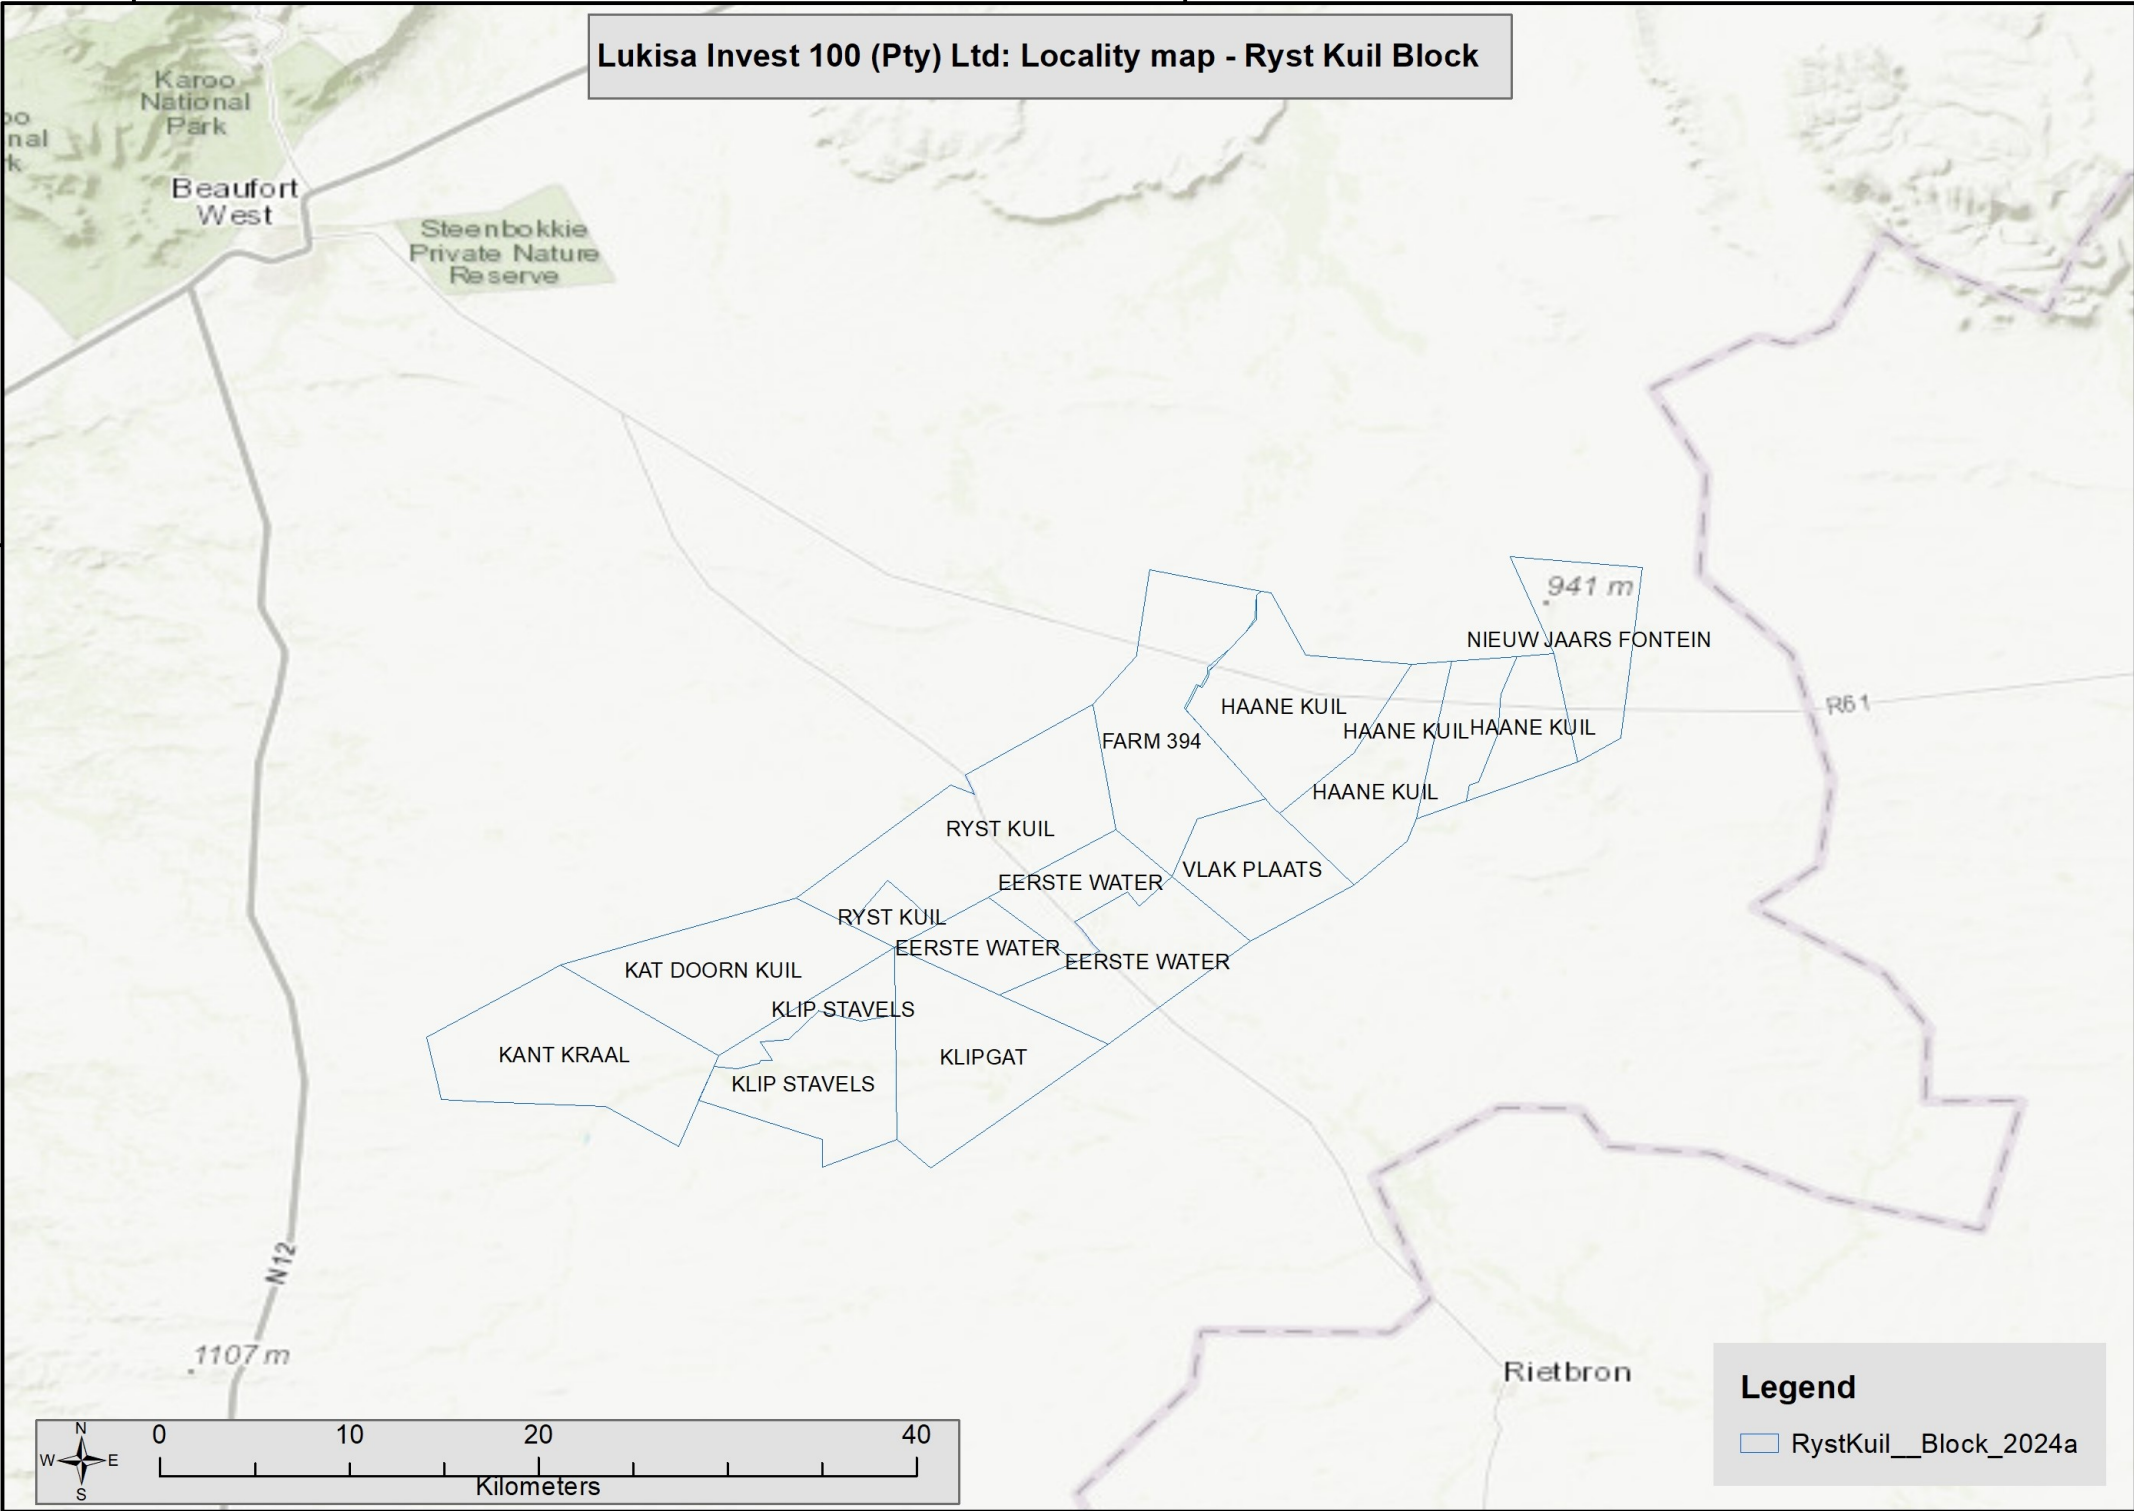 Lukisa Invest 100 (Pty) Ltd: Locality map - Ryst Kuil Block
Karoo
National
Park
oo
nal
k
Beaufort
West
Steenbokkie
Private Nature
Reserve
941 m
NIEUW JAARS FONTEIN
R61
HAANE KUIL
HAANE KUIL
HAANE KUIL
FARM 394
HAANE KUIL
RYST KUIL
VLAK PLAATS
EERSTE WATER
RYST KUIL
EERSTE WATER
EERSTE WATER
KAT DOORN KUIL
KLIP STAVELS
KANT KRAAL
KLIPGAT
KLIP STAVELS
N12
1107 m
Rietbron
Legend
RystKuil__Block_2024a
N
W
E
S
0 10 20 40
Kilometers